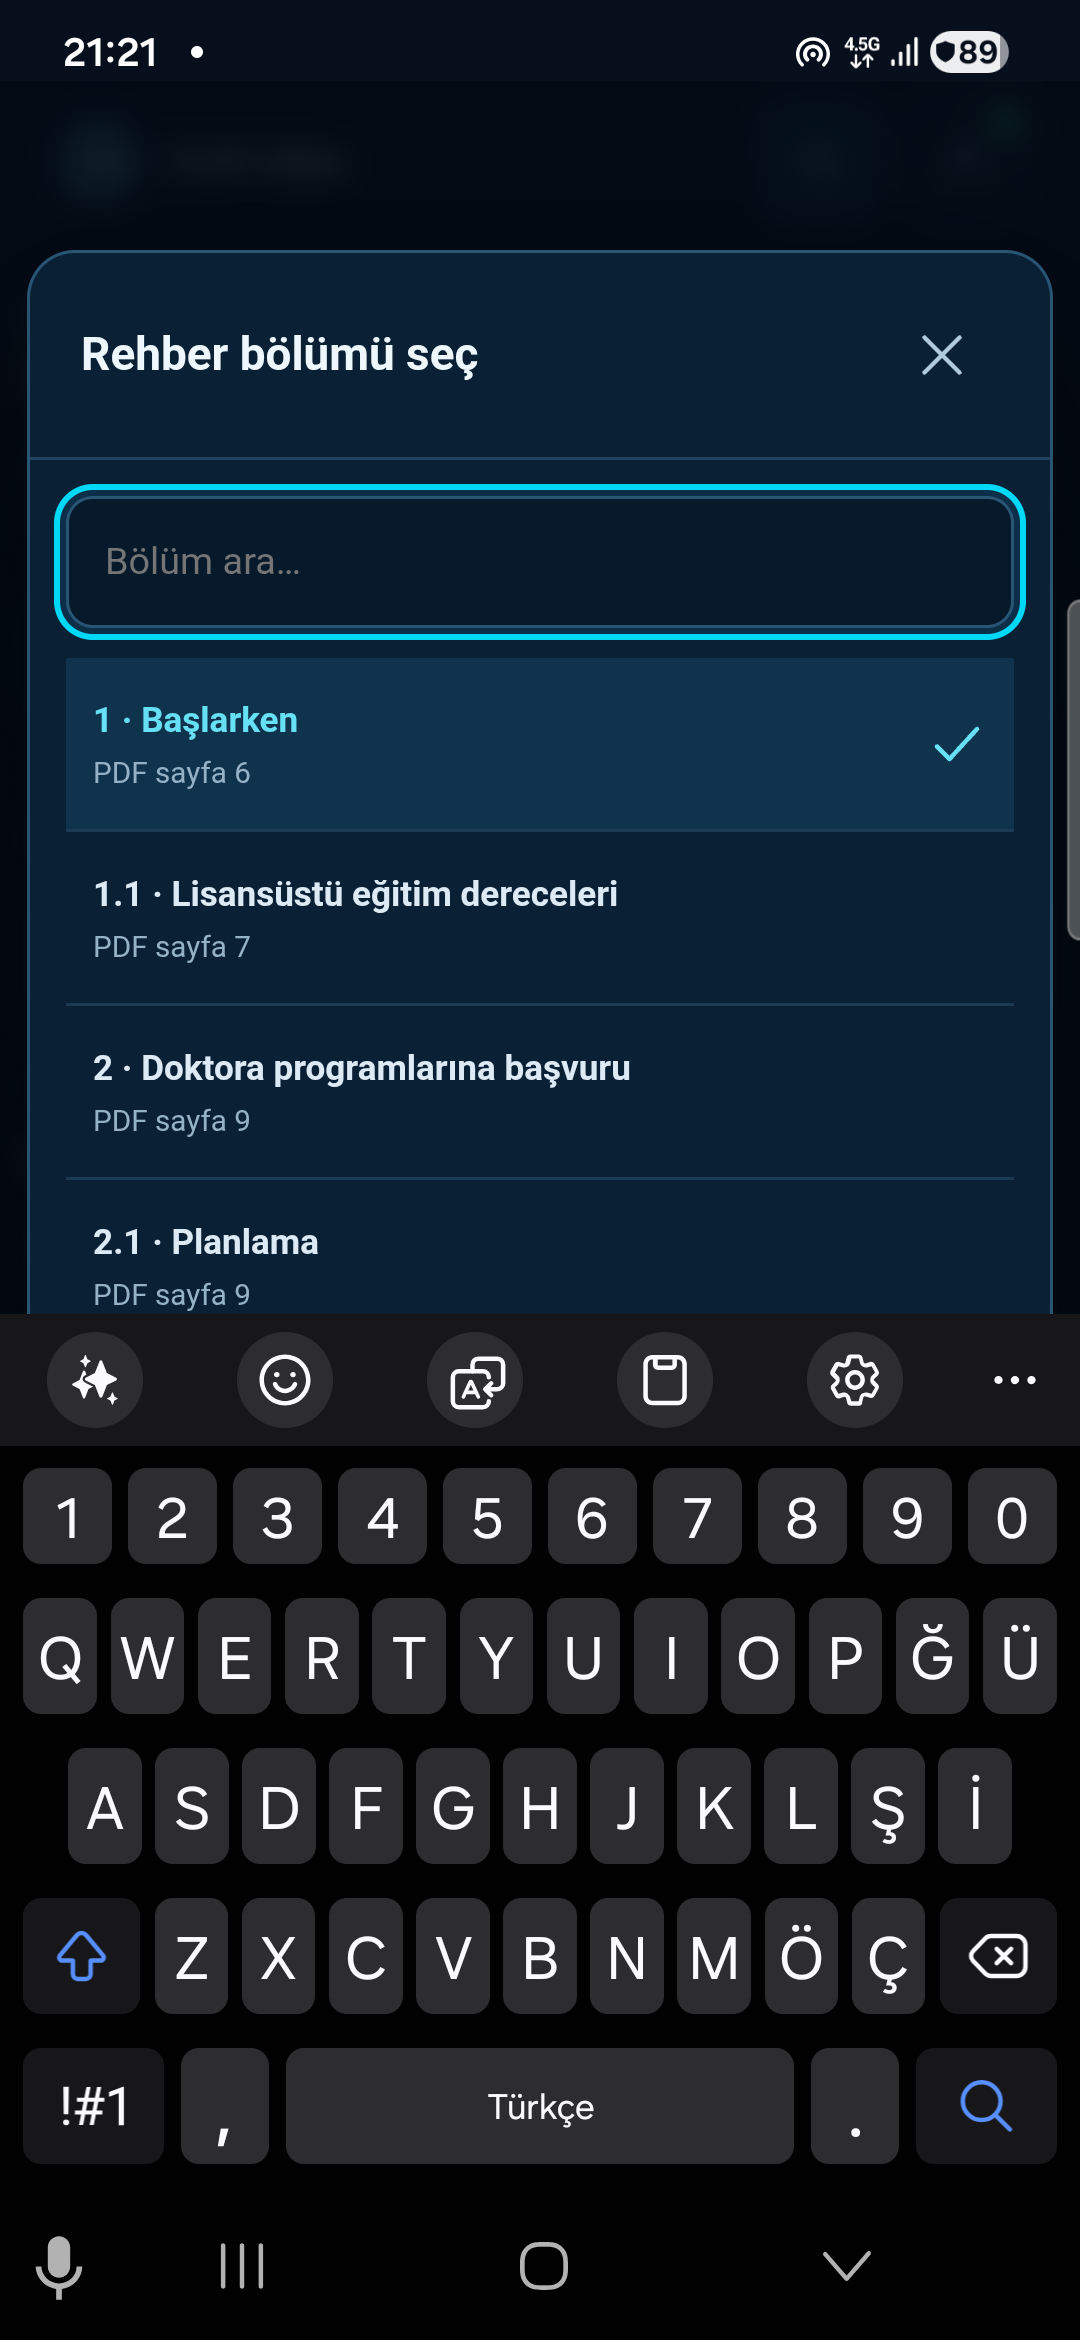 21:21
4.5G
89
Rehber bölümü seç
Bölüm ara...
1 · Başlarken
PDF sayfa 6
1.1 · Lisansüstü eğitim dereceleri
PDF sayfa 7
2 · Doktora programlarına başvuru
PDF sayfa 9
2.1 · Planlama
PDF sayfa 9
1 2 3 4 5 6 7 8 9 0
Q W E R T Y U I O P Ğ Ü
A S D F G H J K L Ş İ
Z X C V B N M Ö Ç
!#1 , Türkçe .